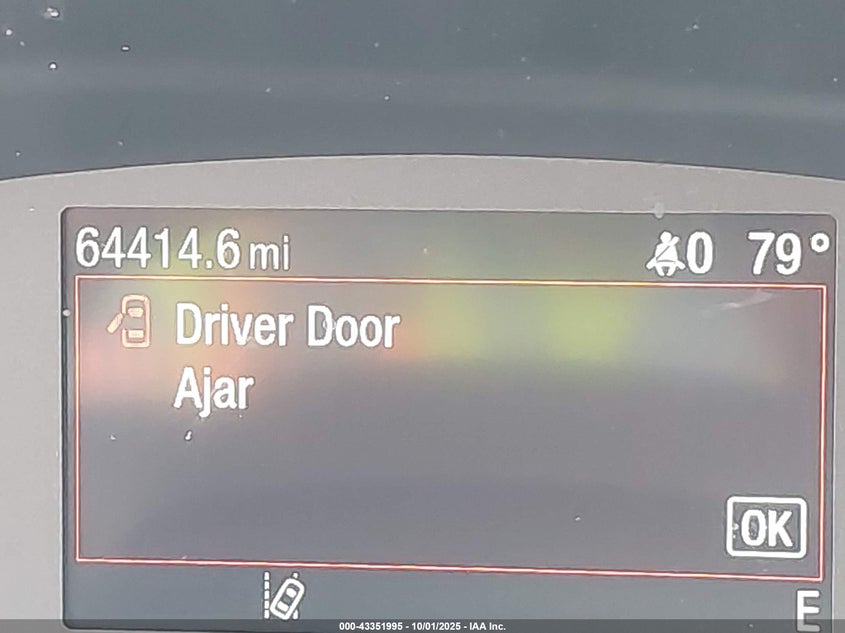 64414.6 mi 0 79°
Driver Door
Ajar
OK
E
000-43351995 - 10/01/2025 - IAA Inc.